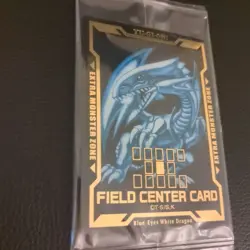 EXTRA MONSTER ZONE
EXTRA MONSTER ZONE
FIELD CENTER CARD
Blue-Eyes White Dragon